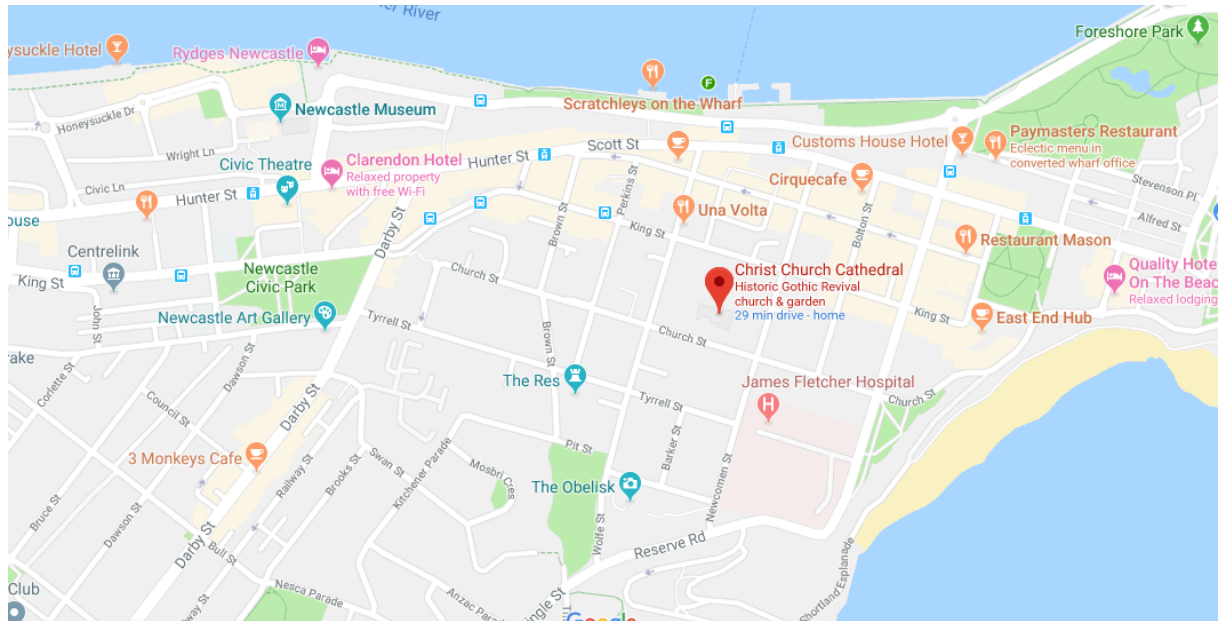 er River
Foreshore Park
ysuckle Hotel
Rydges Newcastle
Scratchleys on the Wharf
F
Newcastle Museum
Honeysuckle Dr
Wright Ln
Civic Theatre
Civic Ln
Hunter St
Clarendon Hotel
Relaxed property
with free Wi-Fi
Hunter St
Scott St
Customs House Hotel
Paymasters Restaurant
Eclectic menu in
converted wharf office
Cirquecafe
Stevenson Pl
Alfred St
ouse
Centrelink
King St
Darby St
Brown St
Perkins St
Una Volta
King St
Bolton St
Restaurant Mason
Newcastle
Civic Park
Church St
Christ Church Cathedral
Historic Gothic Revival
church & garden
29 min drive - home
Quality Hote
On The Beac
Relaxed lodging
John St
Newcastle Art Gallery
Tyrrell St
Brown St
Church St
King St
East End Hub
rake
Corlette St
Dawson St
Council St
The Res
Tyrrell St
James Fletcher Hospital
H
Church St
Darby St
3 Monkeys Cafe
Railway St
Brooks St
Swan St
Kitchener Parade
Pit St
Mosbri Cres
Barker St
The Obelisk
Newcomen St
Bruce St
Dawson St
Darby St
Bull St
Wolfe St
Reserve Rd
Shortland Esplanade
Club
way St
Nesca Parade
Anzac Parade
ingle St
Th
Google